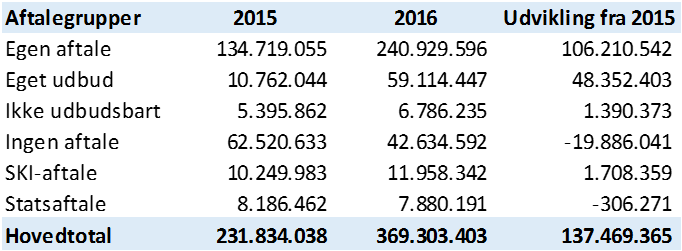 Aftalegrupper 2015 2016 Udvikling fra 2015
Egen aftale 134.719.055 240.929.596 106.210.542
Eget udbud 10.762.044 59.114.447 48.352.403
Ikke udbudsbart 5.395.862 6.786.235 1.390.373
Ingen aftale 62.520.633 42.634.592 -19.886.041
SKI-aftale 10.249.983 11.958.342 1.708.359
Statsaftale 8.186.462 7.880.191 -306.271
Hovedtotal 231.834.038 369.303.403 137.469.365